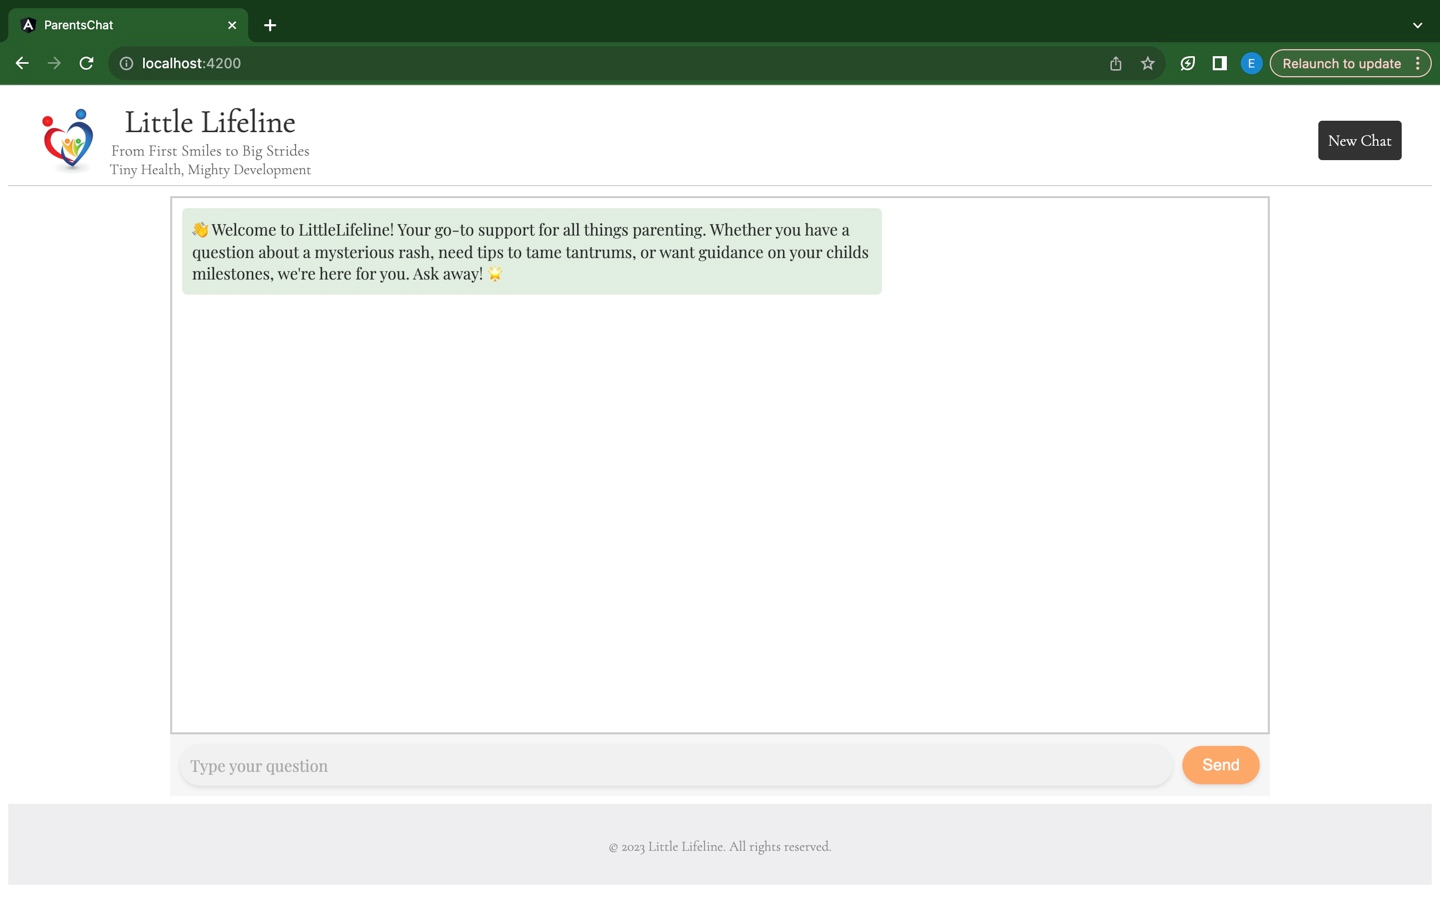 ParentsChat
localhost:4200
E
Relaunch to update
Little Lifeline
From First Smiles to Big Strides
Tiny Health, Mighty Development
New Chat
👋 Welcome to LittleLifeline! Your go-to support for all things parenting. Whether you have a
question about a mysterious rash, need tips to tame tantrums, or want guidance on your childs
milestones, we're here for you. Ask away! 🌟
Type your question
Send
© 2023 Little Lifeline. All rights reserved.